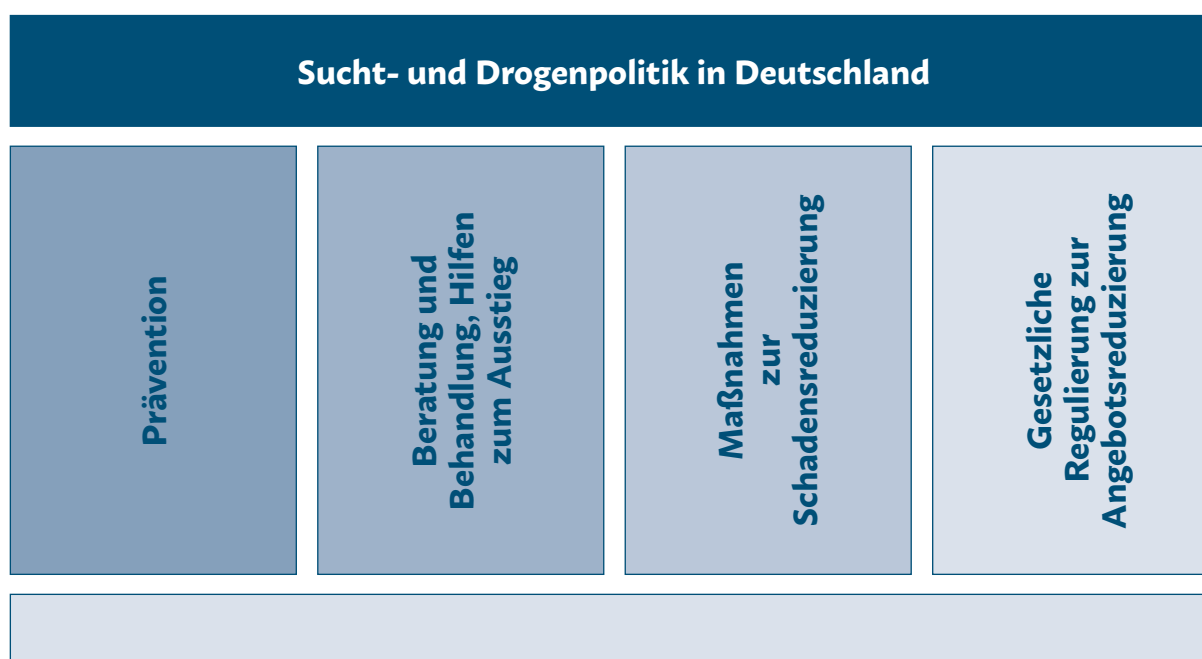 Sucht- und Drogenpolitik in Deutschland
Prävention
Beratung und
Behandlung, Hilfen
zum Ausstieg
Maßnahmen
zur
Schadensreduzierung
Gesetzliche
Regulierung zur
Angebotsreduzierung